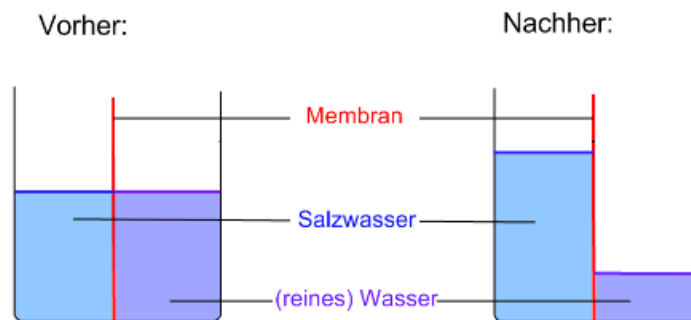 Vorher:
Nachher:
Membran
Salzwasser
(reines) Wasser